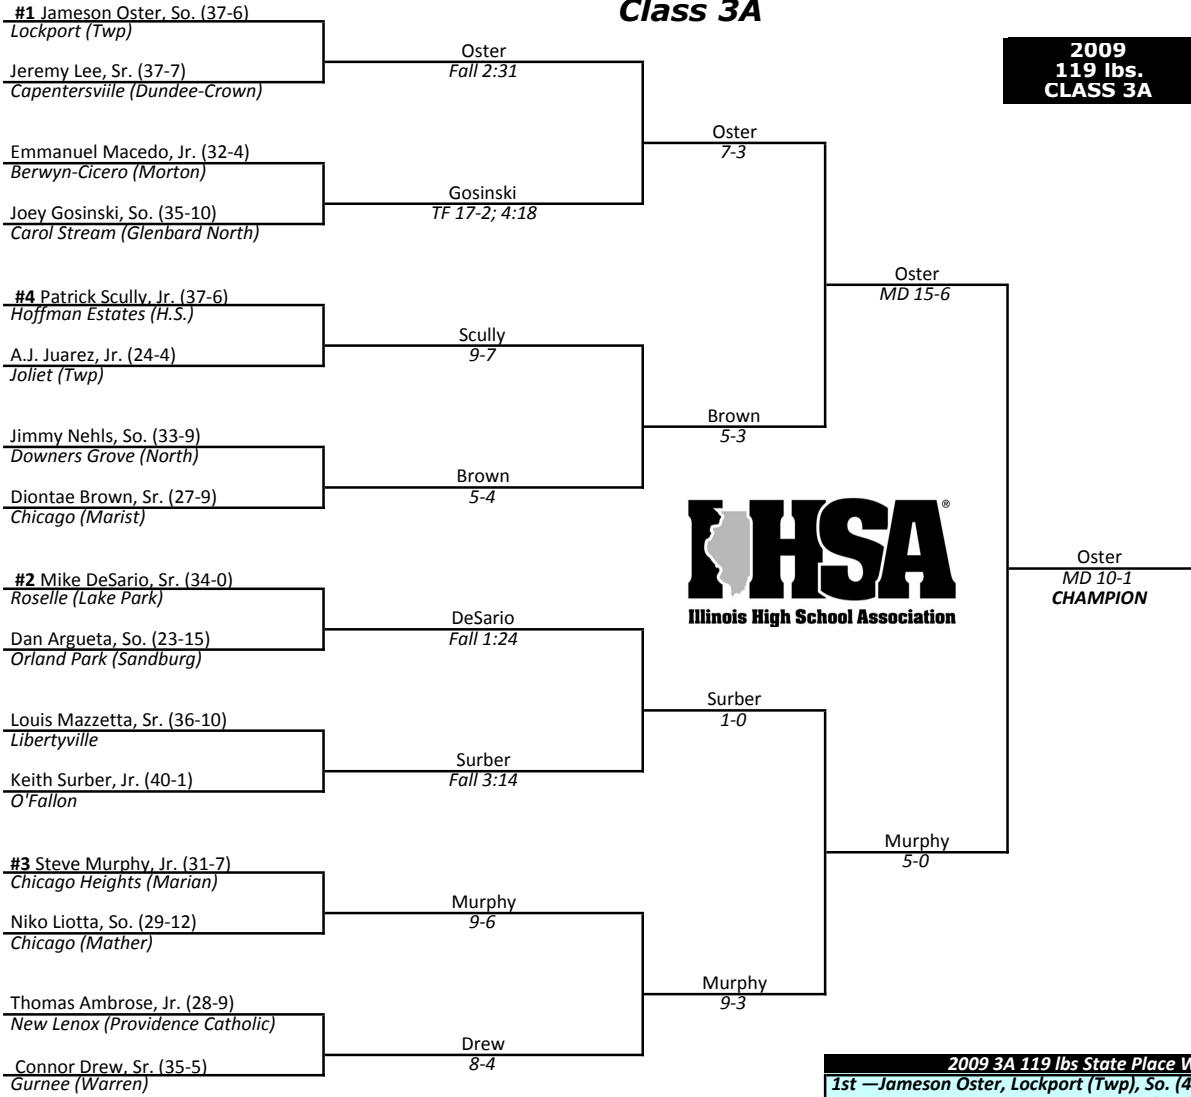 Class 3A
2009
119 lbs.
CLASS 3A
#1 Jameson Oster, So. (37-6)
Lockport (Twp)
Jeremy Lee, Sr. (37-7)
Capentersviile (Dundee-Crown)
Emmanuel Macedo, Jr. (32-4)
Berwyn-Cicero (Morton)
Joey Gosinski, So. (35-10)
Carol Stream (Glenbard North)
#4 Patrick Scully, Jr. (37-6)
Hoffman Estates (H.S.)
A.J. Juarez, Jr. (24-4)
Joliet (Twp)
Jimmy Nehls, So. (33-9)
Downers Grove (North)
Diontae Brown, Sr. (27-9)
Chicago (Marist)
#2 Mike DeSario, Sr. (34-0)
Roselle (Lake Park)
Dan Argueta, So. (23-15)
Orland Park (Sandburg)
Louis Mazzetta, Sr. (36-10)
Libertyville
Keith Surber, Jr. (40-1)
O'Fallon
#3 Steve Murphy, Jr. (31-7)
Chicago Heights (Marian)
Niko Liotta, So. (29-12)
Chicago (Mather)
Thomas Ambrose, Jr. (28-9)
New Lenox (Providence Catholic)
Connor Drew, Sr. (35-5)
Gurnee (Warren)
Oster
Fall 2:31
Gosinski
TF 17-2; 4:18
Scully
9-7
Brown
5-4
DeSario
Fall 1:24
Surber
Fall 3:14
Murphy
9-6
Drew
8-4
Oster
7-3
Brown
5-3
Surber
1-0
Murphy
9-3
Oster
MD 15-6
Murphy
5-0
IHSA®
Illinois High School Association
Oster
MD 10-1
CHAMPION
2009 3A 119 lbs State Place W
1st —Jameson Oster, Lockport (Twp), So. (4